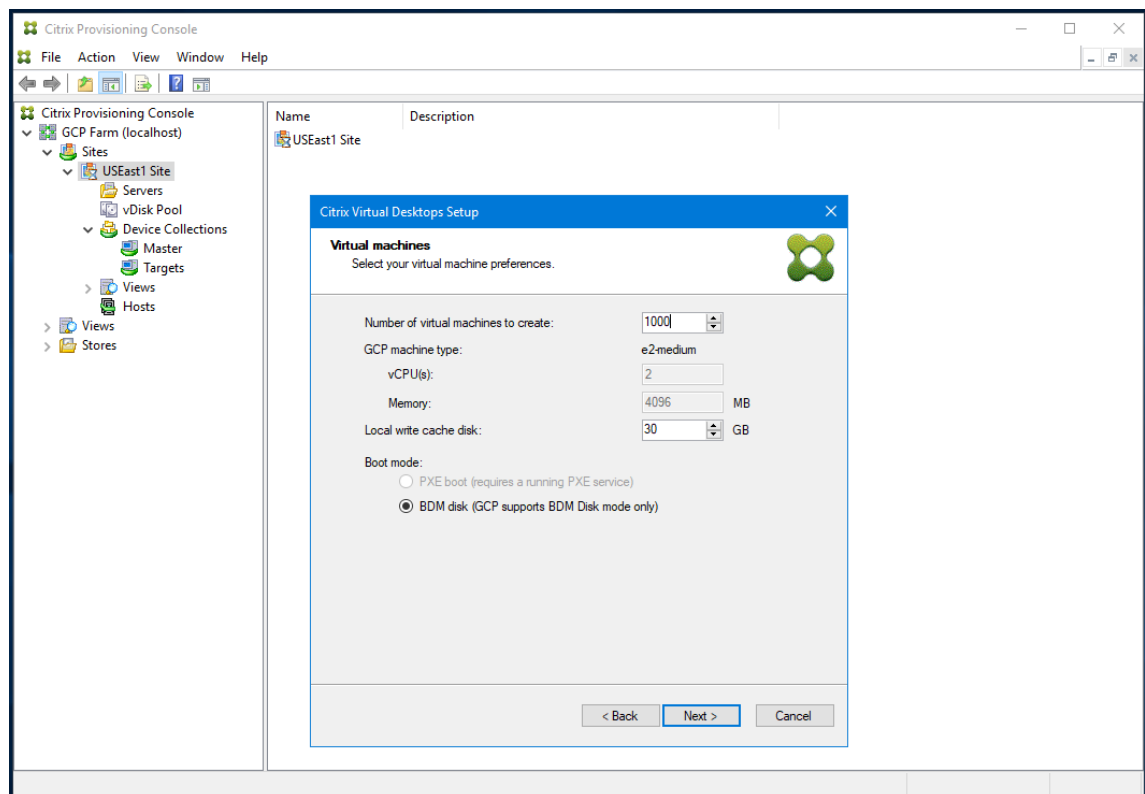 Citrix Provisioning Console
File Action View Window Help
Citrix Provisioning Console
GCP Farm (localhost)
Sites
USEast1 Site
Servers
vDisk Pool
Device Collections
Master
Targets
Views
Hosts
Views
Stores
Name Description
USEast1 Site
Citrix Virtual Desktops Setup
Virtual machines
Select your virtual machine preferences.
Number of virtual machines to create: 1000
GCP machine type: e2-medium
vCPU(s): 2
Memory: 4096 MB
Local write cache disk: 30 GB
Boot mode:
PXE boot (requires a running PXE service)
BDM disk (GCP supports BDM Disk mode only)
< Back Next > Cancel